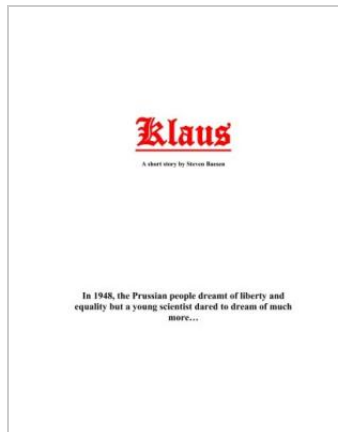 Klaus
A short story by Steven Bassen
In 1948, the Prussian people dreamt of liberty and
equality but a young scientist dared to dream of much
more…